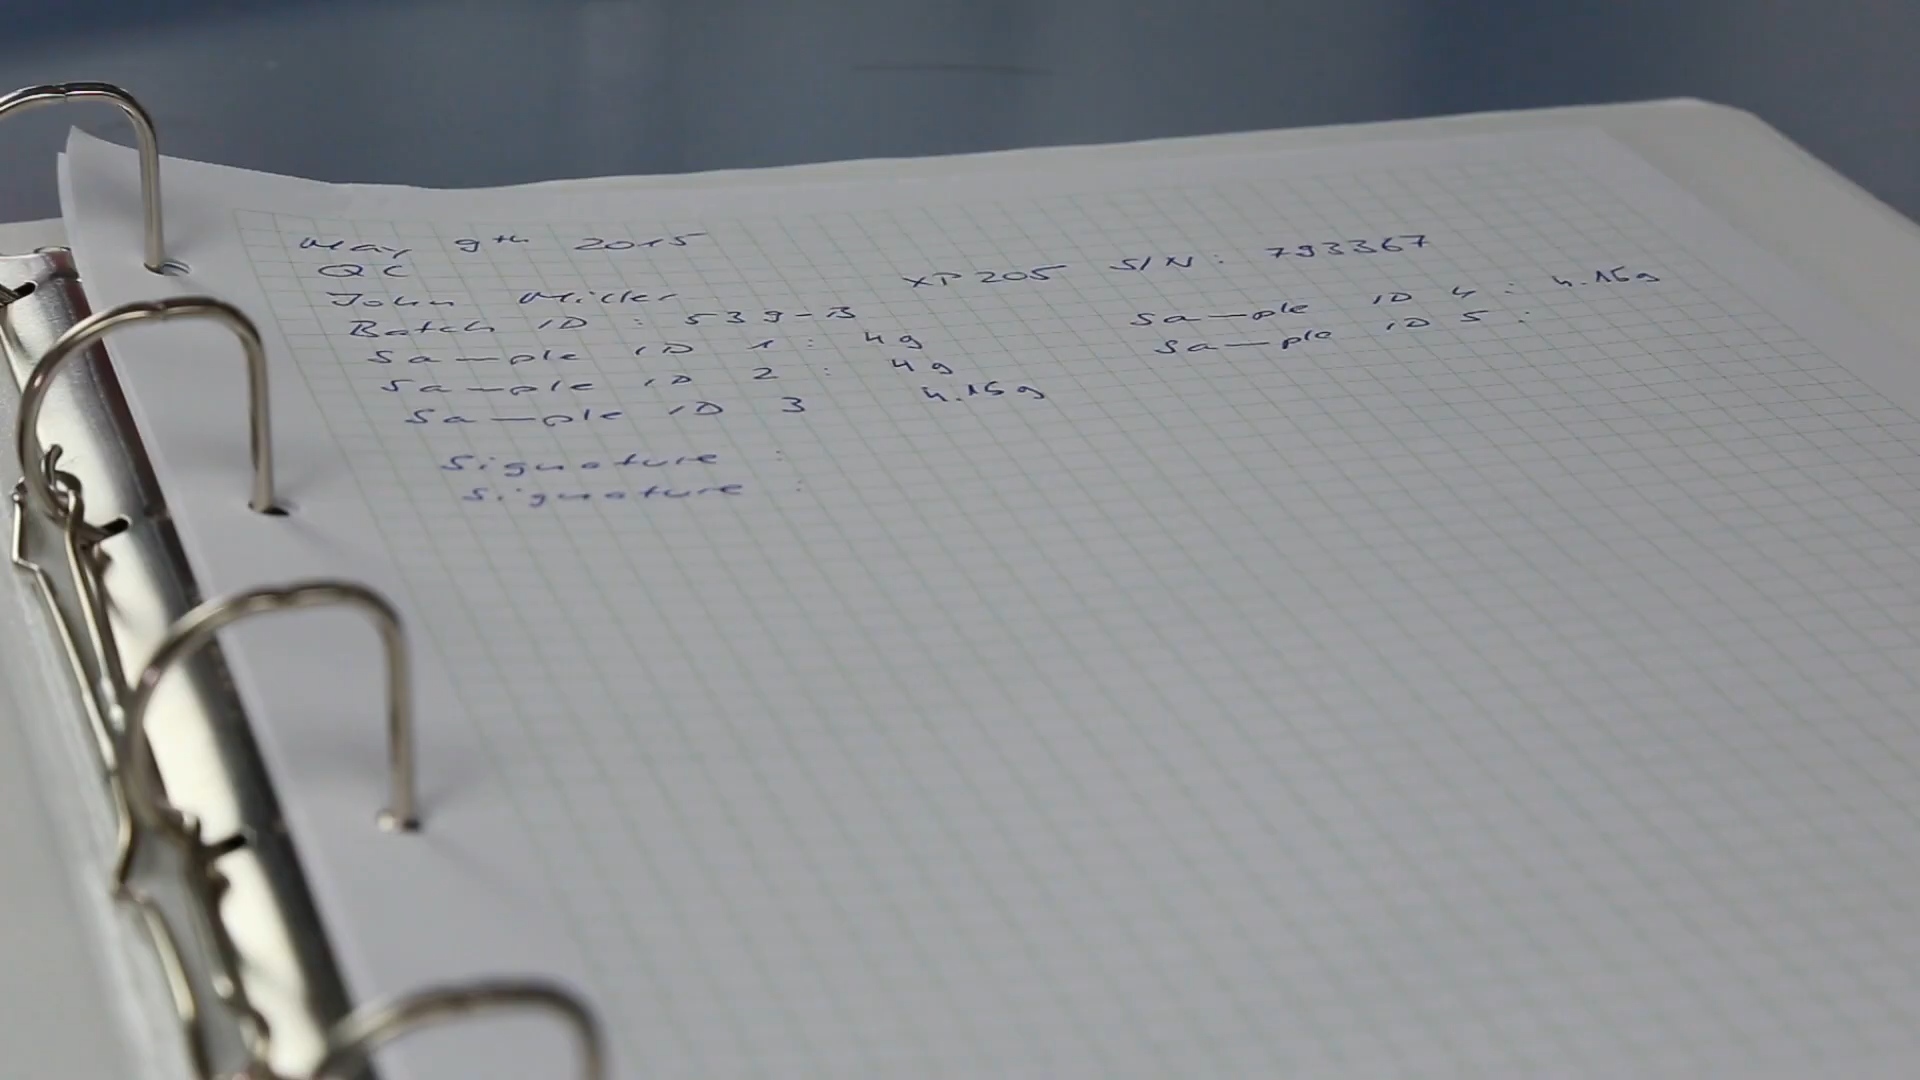 May 9th 2015
QC
John Miller
Batch ID : 539-B
Sample ID 1 : 4g
Sample ID 2 : 4g
Sample ID 3 4.15g
Signature :
Signature :
XP205 S/N : 793367
Sample ID 4 : 4.15g
Sample ID 5 :